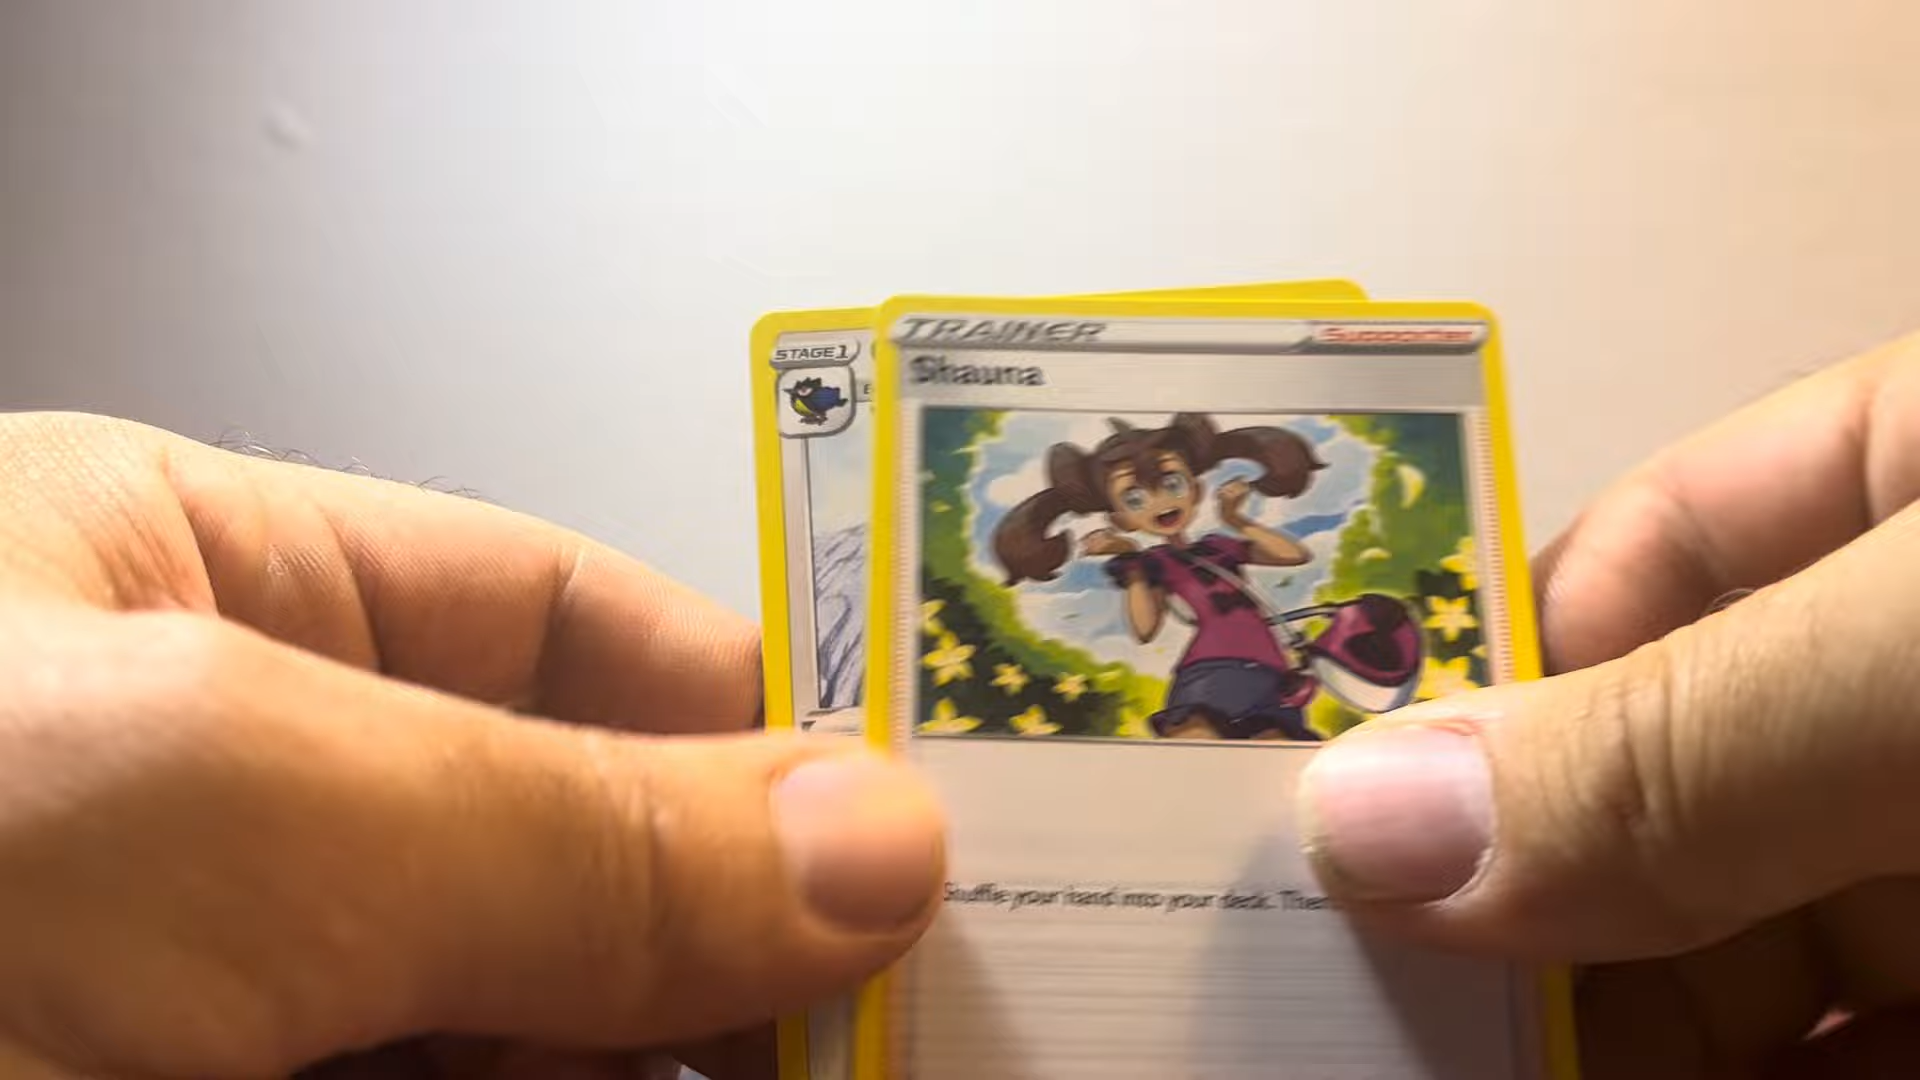 TRAINER
Supporter
STAGE 1
Shauna
Shuffle your hand into your deck. Then